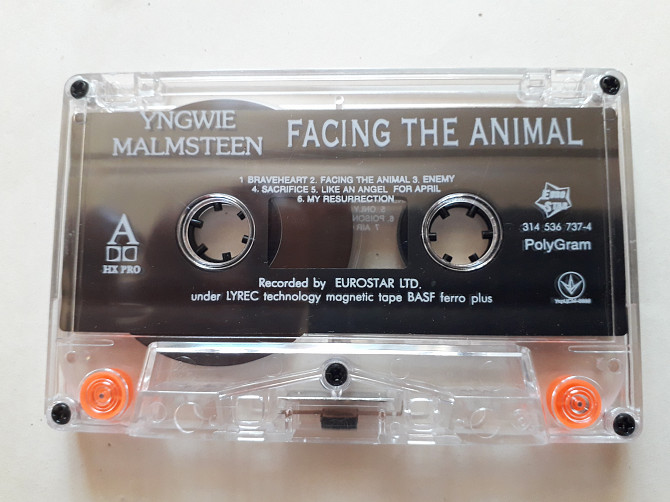 YNGWIE
MALMSTEEN
FACING THE ANIMAL
1 BRAVEHEART 2. FACING THE ANIMAL 3. ENEMY
4. SACRIFICE 5. LIKE AN ANGEL FOR APRIL
6. MY RESURRECTION
A
HX PRO
Euro
Star
314 536 737-4
PolyGram
Recorded by EUROSTAR LTD.
under LYREC technology magnetic tape BASF ferro plus